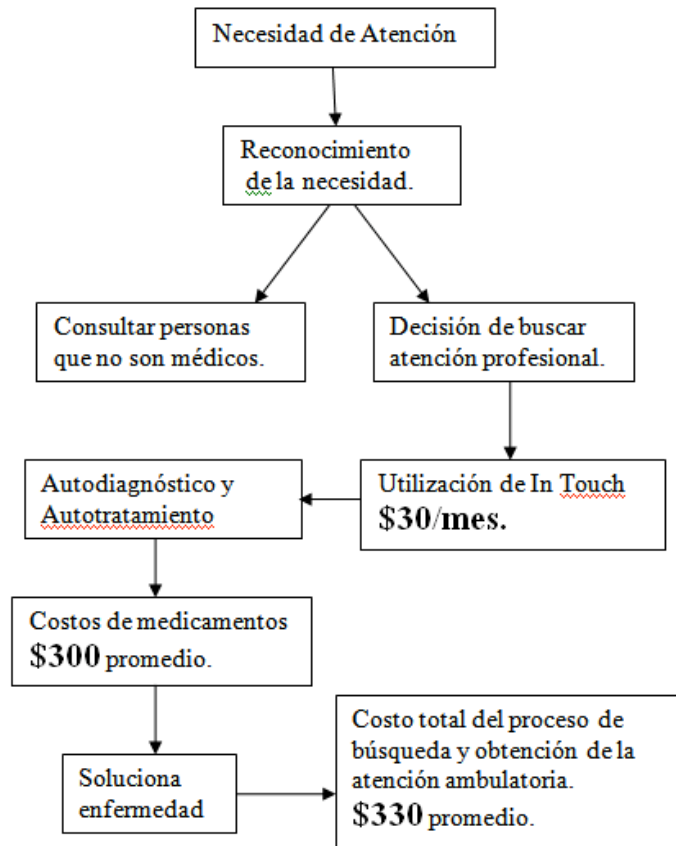 Necesidad de Atención
Reconocimiento
de la necesidad.
Consultar personas
que no son médicos.
Decisión de buscar
atención profesional.
Autodiagnóstico y
Autotratamiento
Utilización de In Touch
$30/mes.
Costos de medicamentos
$300 promedio.
Soluciona
enfermedad
Costo total del proceso de
búsqueda y obtención de la
atención ambulatoria.
$330 promedio.